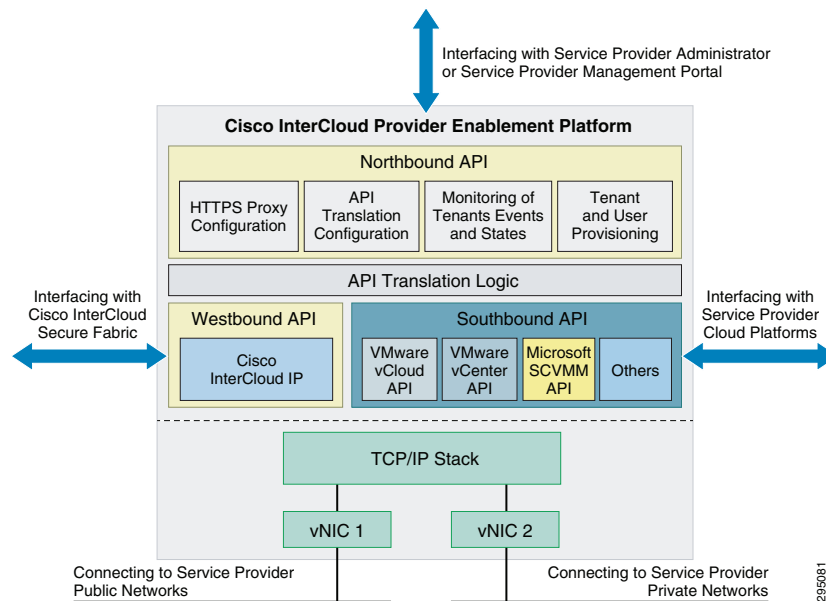 Interfacing with Service Provider Administrator
or Service Provider Management Portal
Cisco InterCloud Provider Enablement Platform
Northbound API
HTTPS Proxy
Configuration
API
Translation
Configuration
Monitoring of
Tenants Events
and States
Tenant
and User
Provisioning
API Translation Logic
Interfacing with
Cisco InterCloud
Secure Fabric
Westbound API
Cisco
InterCloud IP
Southbound API
VMware
vCloud
API
VMware
vCenter
API
Microsoft
SCVMM
API
Others
Interfacing with
Service Provider
Cloud Platforms
TCP/IP Stack
vNIC 1
vNIC 2
Connecting to Service Provider
Public Networks
Connecting to Service Provider
Private Networks
295081